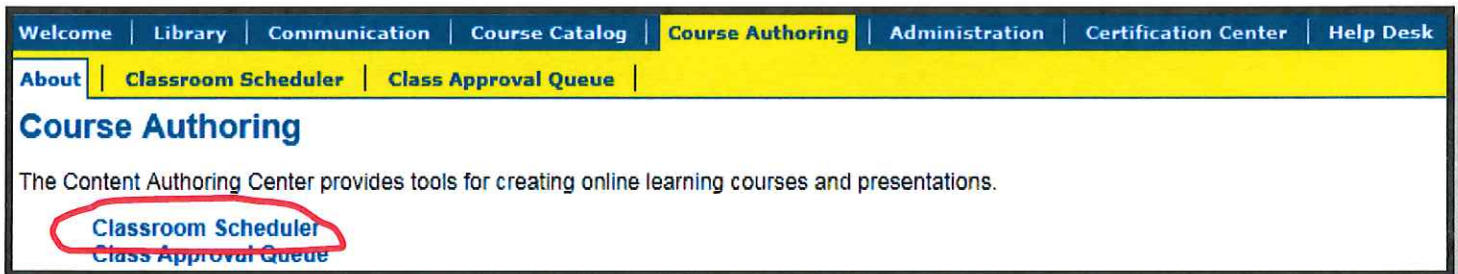 Welcome | Library | Communication | Course Catalog | Course Authoring | Administration | Certification Center | Help Desk
About | Classroom Scheduler | Class Approval Queue |
Course Authoring
The Content Authoring Center provides tools for creating online learning courses and presentations.
Classroom Scheduler
Class Approval Queue